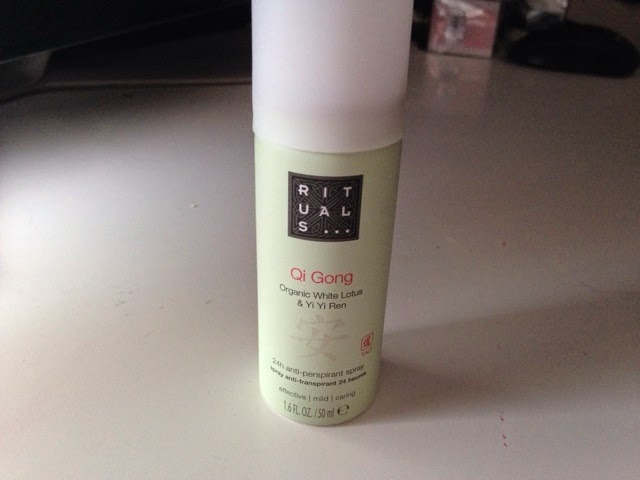 RIT
UAL
S...
Qi Gong
Organic White Lotus
& Yi Yi Ren
安
24h anti-perspirant spray
spray anti-transpirant 24 heures
effective | mild | caring
1.6 FL. OZ. / 50 ml ℮